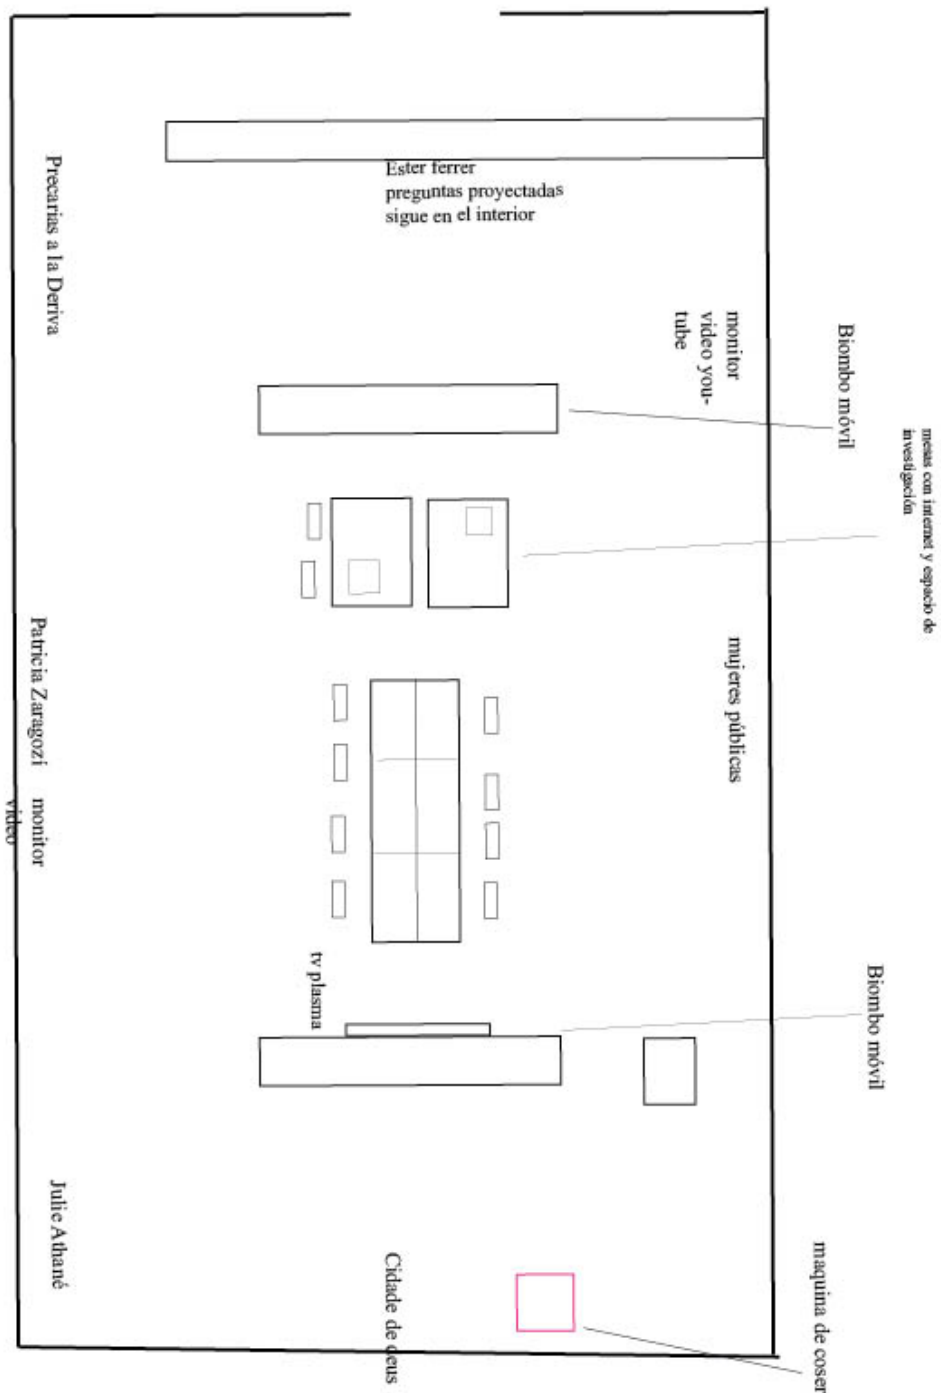 Ester ferrer
preguntas proyectadas
sigue en el interior
Precarias a la Deriva
monitor
video you-
tube
Biombo móvil
mesas con internet y espacio de
investigación
Patricia Zaragozí monitor
video
mujeres públicas
tv plasma
Biombo móvil
Julie Athané
Cidade de deus
maquina de coser